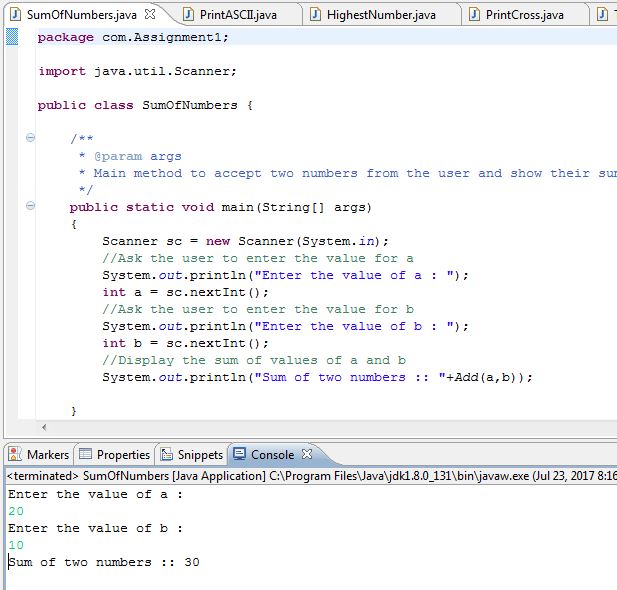 SumOfNumbers.java PrintASCII.java HighestNumber.java PrintCross.java
package com.Assignment1;
import java.util.Scanner;
public class SumOfNumbers {
/**
* @param args
* Main method to accept two numbers from the user and show their sum
*/
public static void main(String[] args)
{
Scanner sc = new Scanner(System.in);
//Ask the user to enter the value for a
System.out.println("Enter the value of a : ");
int a = sc.nextInt();
//Ask the user to enter the value for b
System.out.println("Enter the value of b : ");
int b = sc.nextInt();
//Display the sum of values of a and b
System.out.println("Sum of two numbers :: "+Add(a,b));
}
Markers Properties Snippets Console
<terminated> SumOfNumbers [Java Application] C:\Program Files\Java\jdk1.8.0_131\bin\javaw.exe (Jul 23, 2017 8:16
Enter the value of a :
20
Enter the value of b :
10
Sum of two numbers :: 30